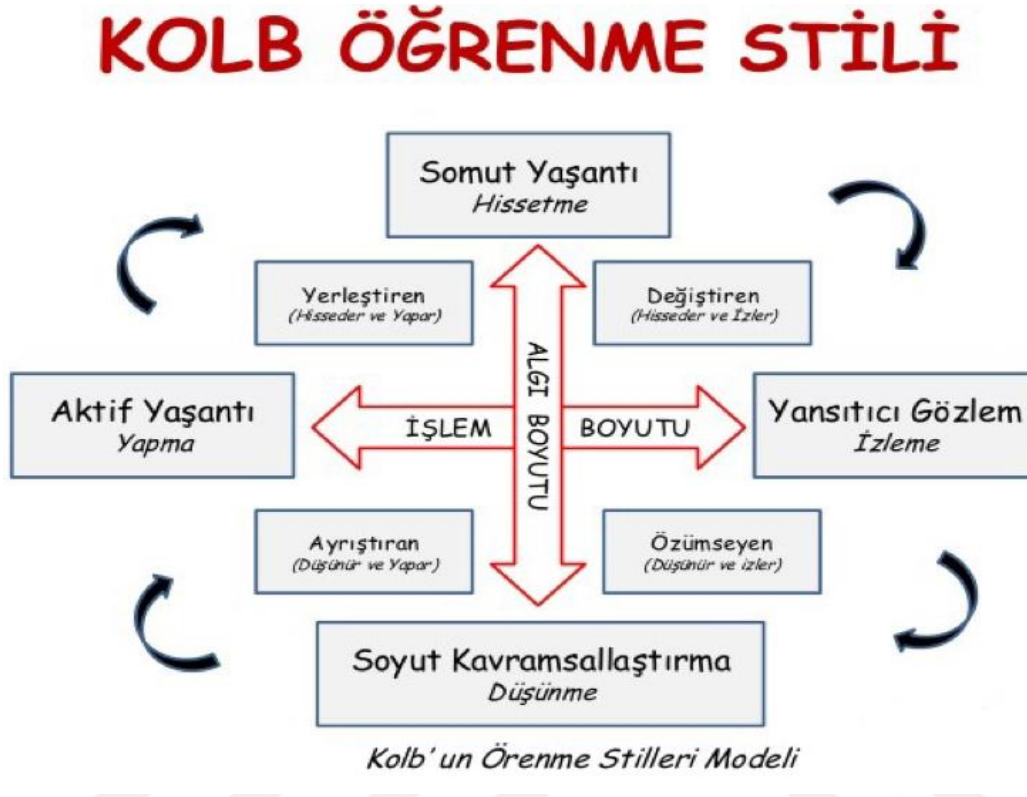 KOLB ÖĞRENME STİLİ
Somut Yaşantı
Hissetme
Yerleştiren
(Hisseder ve Yapar)
Değiştiren
(Hisseder ve İzler)
ALGI BOYUTU
Aktif Yaşantı
Yapma
İŞLEM BOYUTU
Yansıtıcı Gözlem
İzleme
Ayrıştıran
(Düşünür ve Yapar)
Özümseyen
(Düşünür ve izler)
Soyut Kavramsallaştırma
Düşünme
Kolb'un Örenme Stilleri Modeli